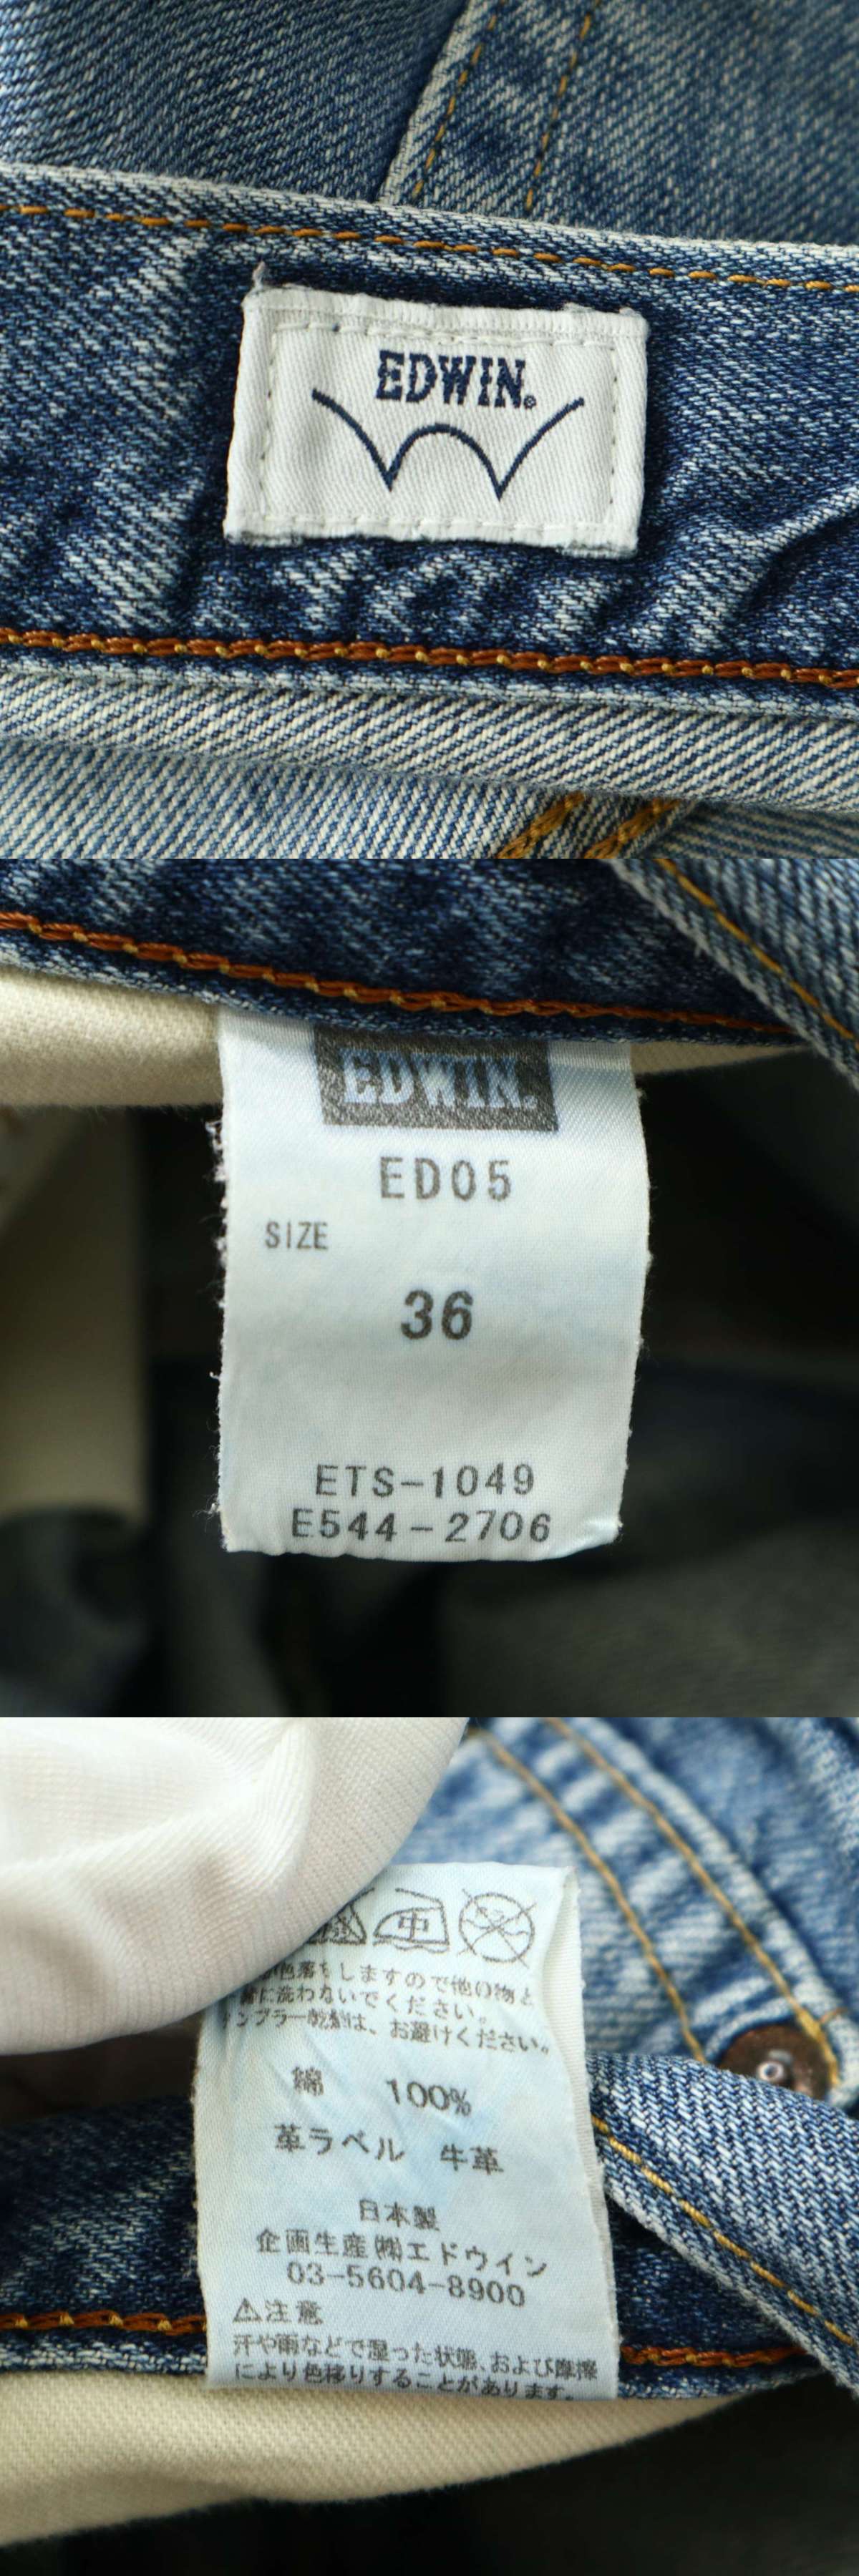 EDWIN®
EDWIN.
ED05
SIZE
36
ETS-1049
E544-2706
中
色落ちしますので他の物と
に洗わないでください。
タンブラー乾燥は、お避けください。
綿 100%
革ラベル 牛革
日本製
企画生産㈱エドウイン
03-5604-8900
⚠注意
汗や雨などで湿った状態、および摩擦
により色移りすることがあります。